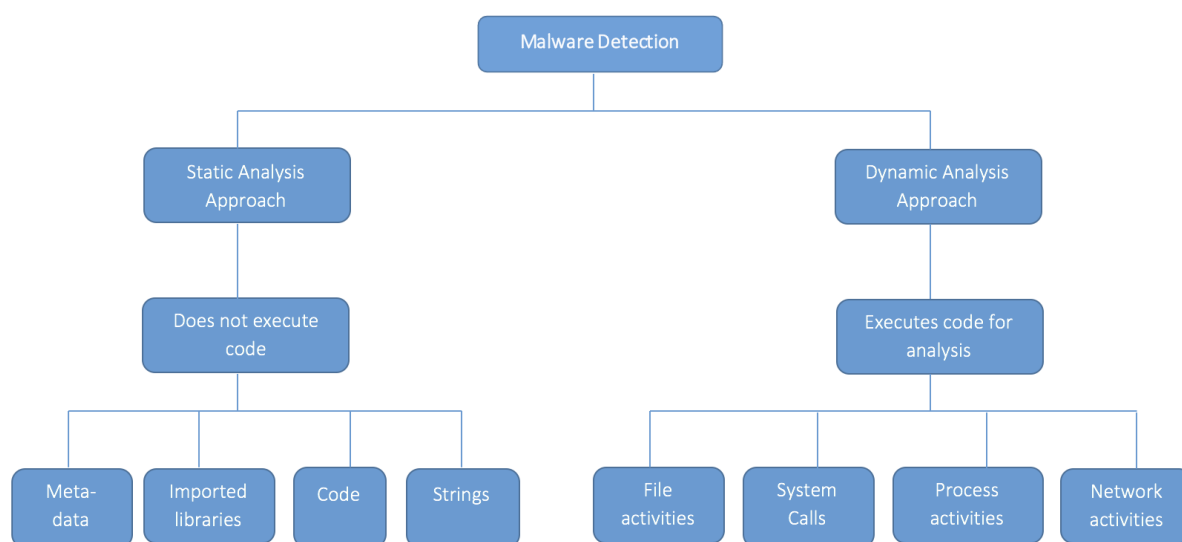 Malware Detection
Static Analysis
Approach
Dynamic Analysis
Approach
Does not execute
code
Executes code for
analysis
Meta-
data
Imported
libraries
Code
Strings
File
activities
System
Calls
Process
activities
Network
activities